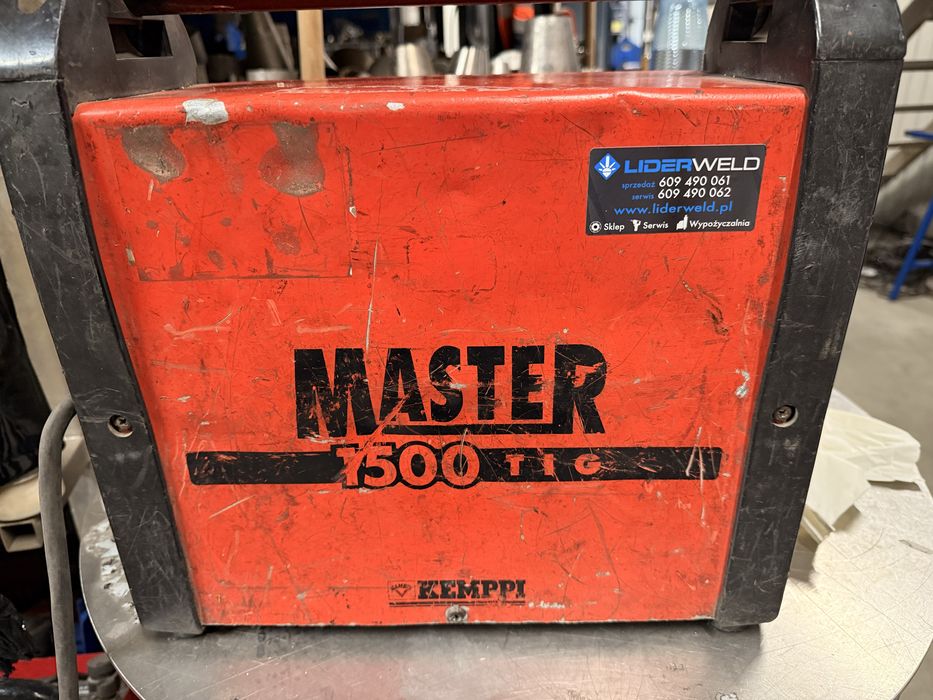 LIDERWELD
sprzedaż 609 490 061
serwis 609 490 062
www.liderweld.pl
Sklep Serwis Wypożyczalnia
MASTER
1500 TIG
KEMPPI